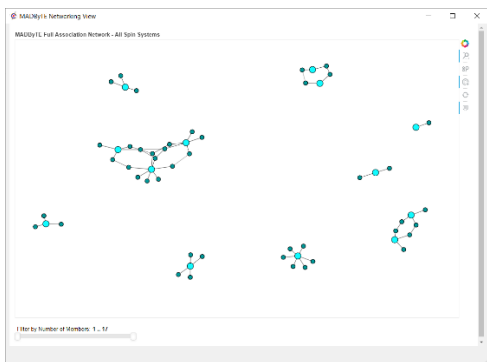 MADByTE Networking View
MADByTE Full Association Network - All Spin Systems
Filter by Number of Members: 1 .. 17